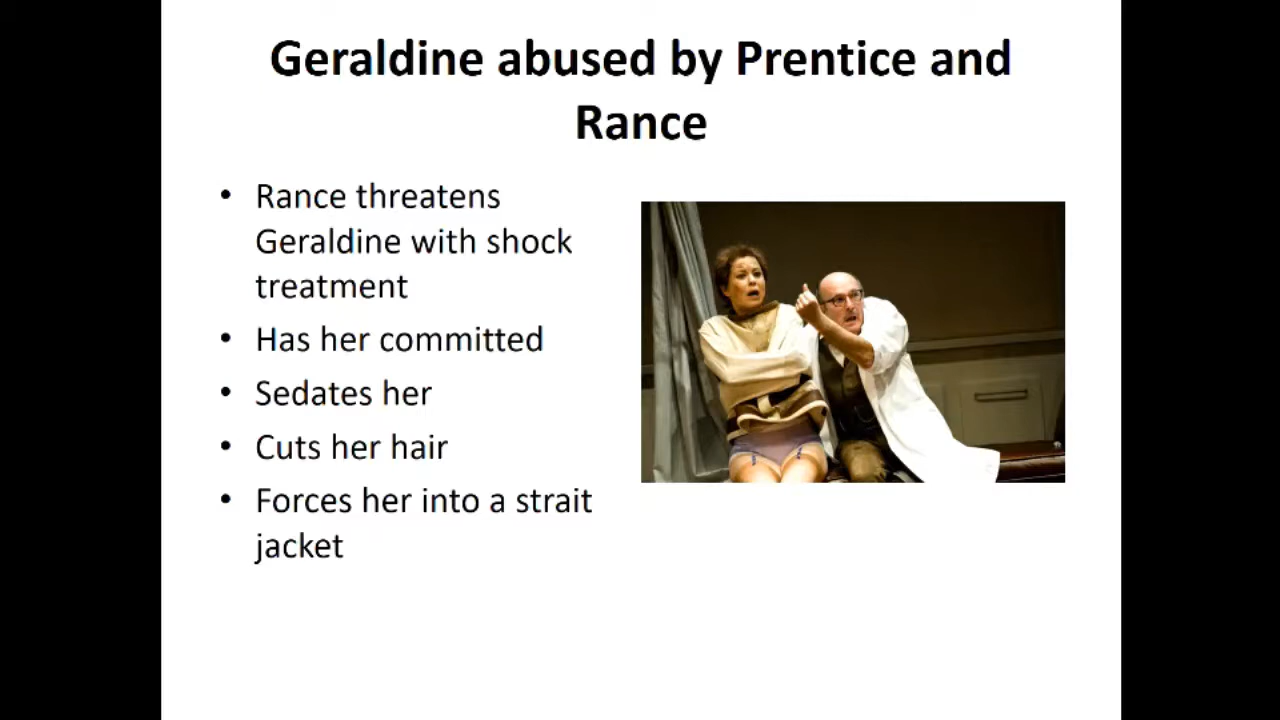 Geraldine abused by Prentice and
Rance
• Rance threatens
Geraldine with shock
treatment
• Has her committed
• Sedates her
• Cuts her hair
• Forces her into a strait
jacket